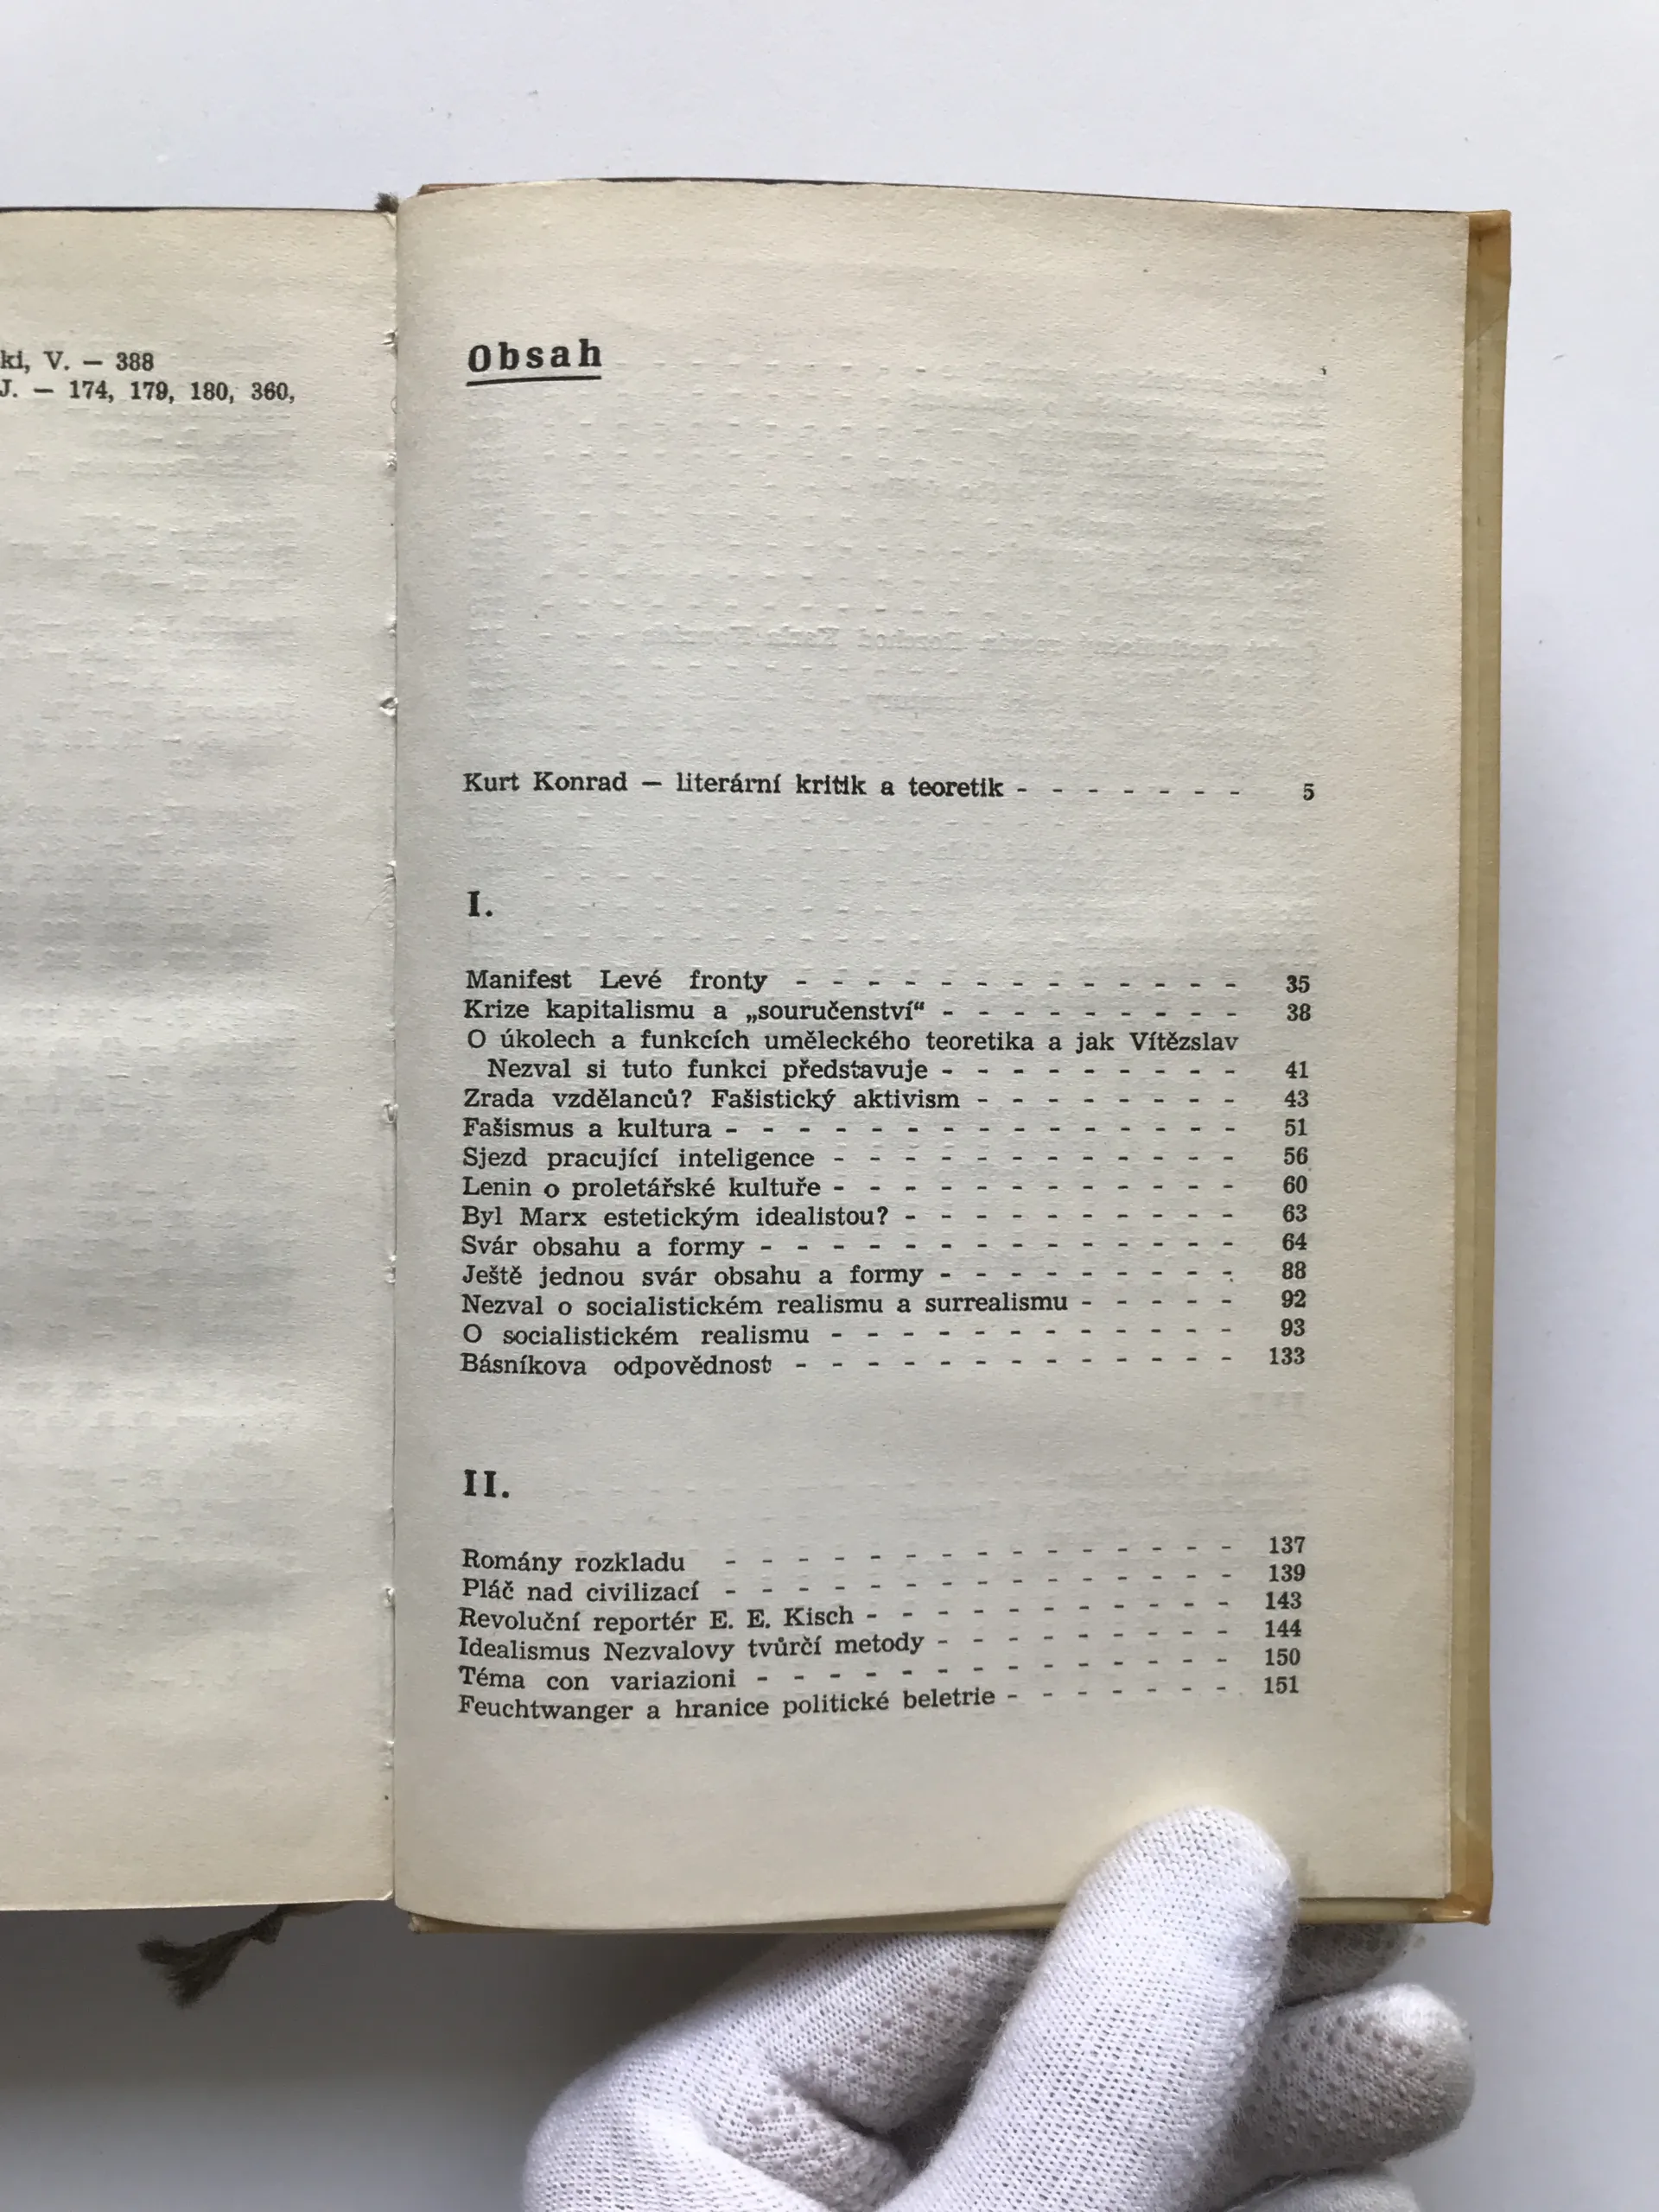 ki, V. — 388
J. — 174, 179, 180, 360,
Obsah
Kurt Konrad — literární kritik a teoretik - - - - - - - 5
I.
Manifest Levé fronty - - - - - - - - - - - - - 35
Krize kapitalismu a „souručenství“ - - - - - - - - - 38
O úkolech a funkcích uměleckého teoretika a jak Vítězslav
Nezval si tuto funkci představuje - - - - - - - - - 41
Zrada vzdělanců? Fašistický aktivism - - - - - - - - 43
Fašismus a kultura - - - - - - - - - - - - - - - 51
Sjezd pracující inteligence - - - - - - - - - - - - 56
Lenin o proletářské kultuře - - - - - - - - - - - - 60
Byl Marx estetickým idealistou? - - - - - - - - - - 63
Svár obsahu a formy - - - - - - - - - - - - - - 64
Ještě jednou svár obsahu a formy - - - - - - - - - 88
Nezval o socialistickém realismu a surrealismu - - - - - 92
O socialistickém realismu - - - - - - - - - - - - 93
Básníkova odpovědnost - - - - - - - - - - - - - 133
II.
Romány rozkladu - - - - - - - - - - - - - - - 137
Pláč nad civilizací - - - - - - - - - - - - - - - 139
Revoluční reportér E. E. Kisch - - - - - - - - - - - 143
Idealismus Nezvalovy tvůrčí metody - - - - - - - - - 144
Téma con variazioni - - - - - - - - - - - - - - 150
Feuchtwanger a hranice politické beletrie - - - - - - - 151